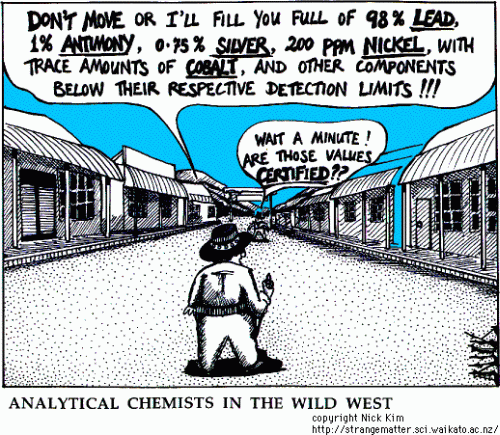 DON'T MOVE OR I'LL FILL YOU FULL OF 98% LEAD,
1% ANTIMONY, 0·75% SILVER, 200 PPM NICKEL, WITH
TRACE AMOUNTS OF COBALT, AND OTHER COMPONENTS
BELOW THEIR RESPECTIVE DETECTION LIMITS !!!
WAIT A MINUTE !
ARE THOSE VALUES
CERTIFIED??
ANALYTICAL CHEMISTS IN THE WILD WEST
copyright Nick Kim
http://strangematter.sci.waikato.ac.nz/